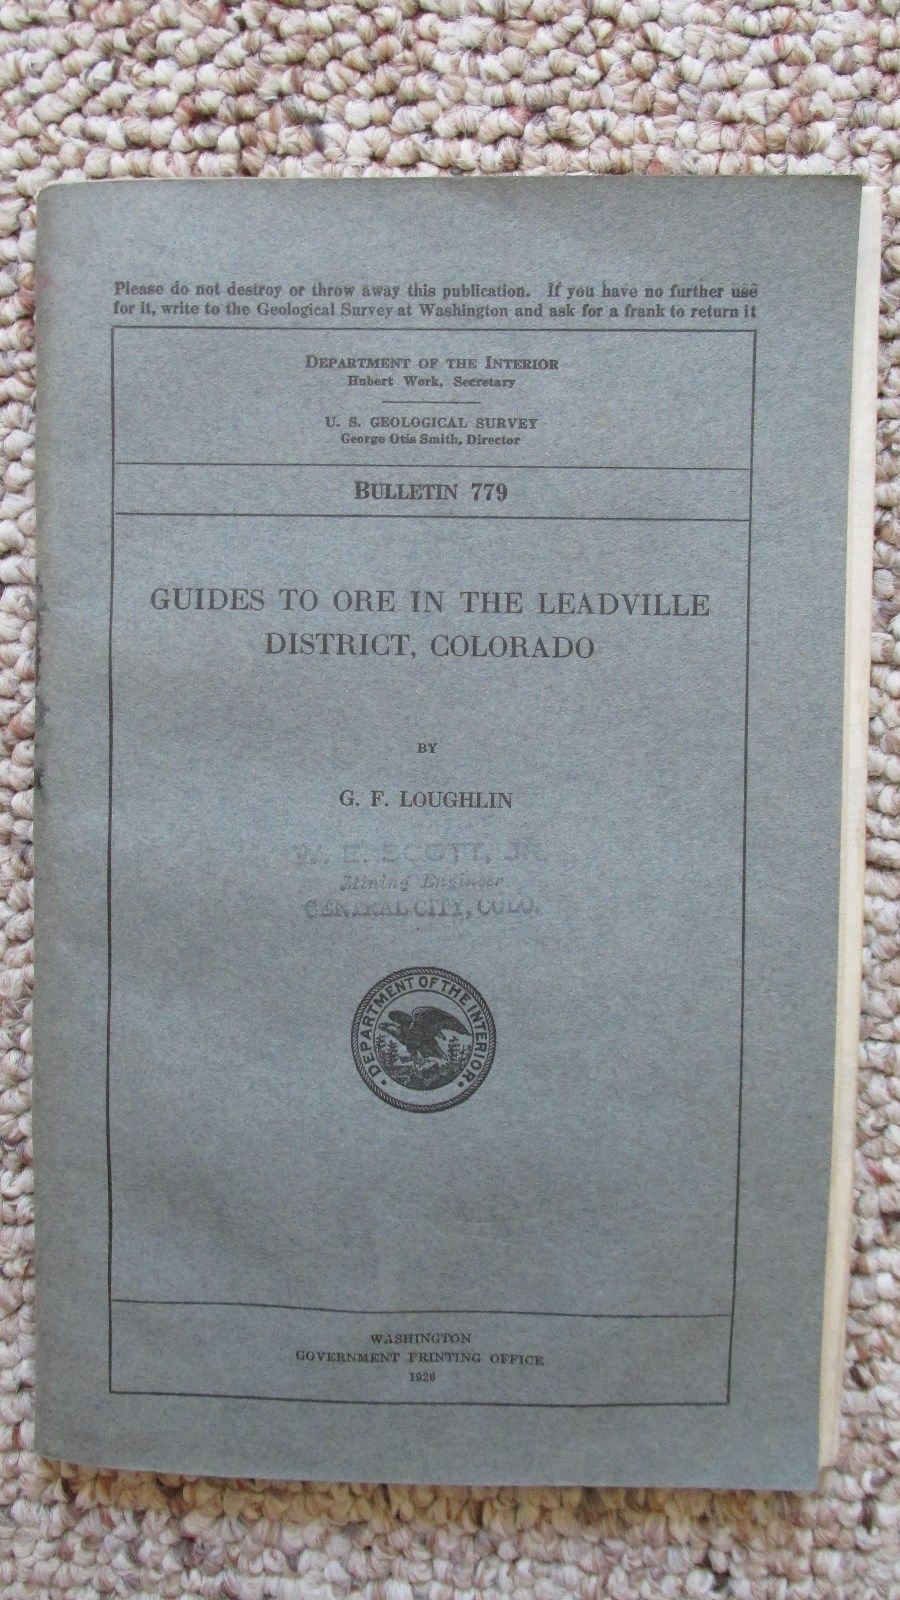 Please do not destroy or throw away this publication. If you have no further use
for it, write to the Geological Survey at Washington and ask for a frank to return it
DEPARTMENT OF THE INTERIOR
Hubert Work, Secretary
U. S. GEOLOGICAL SURVEY
George Otis Smith, Director
BULLETIN 779
GUIDES TO ORE IN THE LEADVILLE
DISTRICT, COLORADO
BY
G. F. LOUGHLIN
W. E. SCOTT, JR.
Mining Engineer
CENTRAL CITY, COLO.
DEPARTMENT OF THE INTERIOR
WASHINGTON
GOVERNMENT PRINTING OFFICE
1926